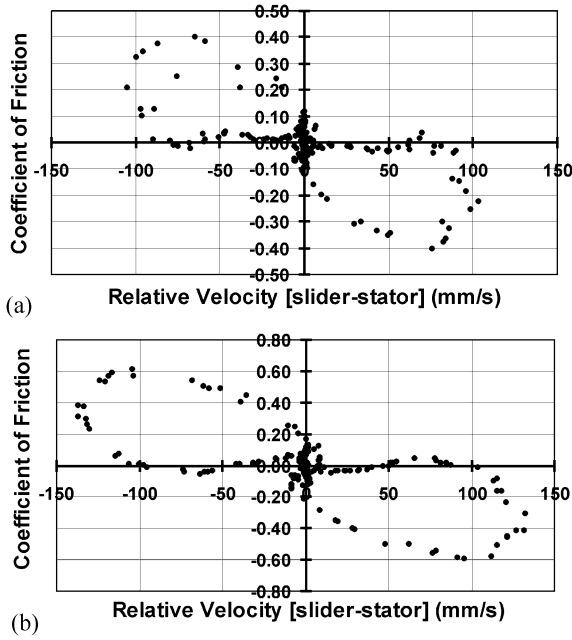 0.50
0.40
0.30
0.20
0.10
0.00
-0.10
-0.20
-0.30
-0.40
-0.50
-150 -100 -50 0 50 100 150
Coefficient of Friction
Relative Velocity [slider-stator] (mm/s)
(a)
0.80
0.60
0.40
0.20
0.00
-0.20
-0.40
-0.60
-0.80
-150 -100 -50 0 50 100 150
Coefficient of Friction
Relative Velocity [slider-stator] (mm/s)
(b)